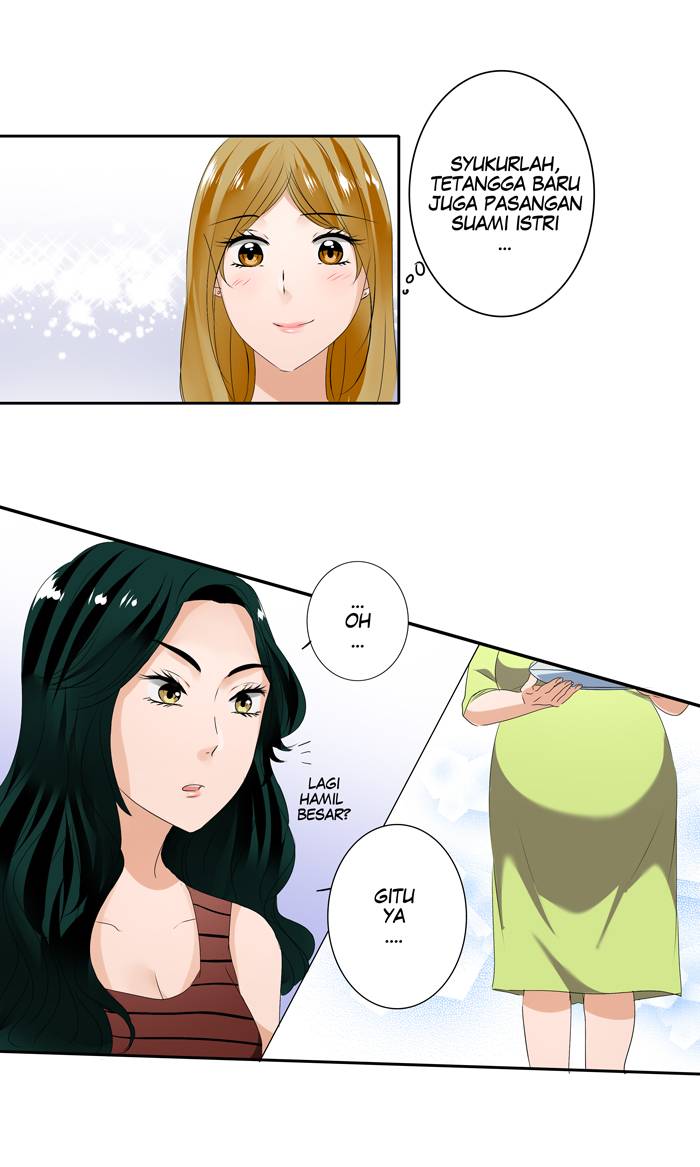 SYUKURLAH,
TETANGGA BARU
JUGA PASANGAN
SUAMI ISTRI
...
...
OH
...
LAGI
HAMIL
BESAR?
GITU
YA
....